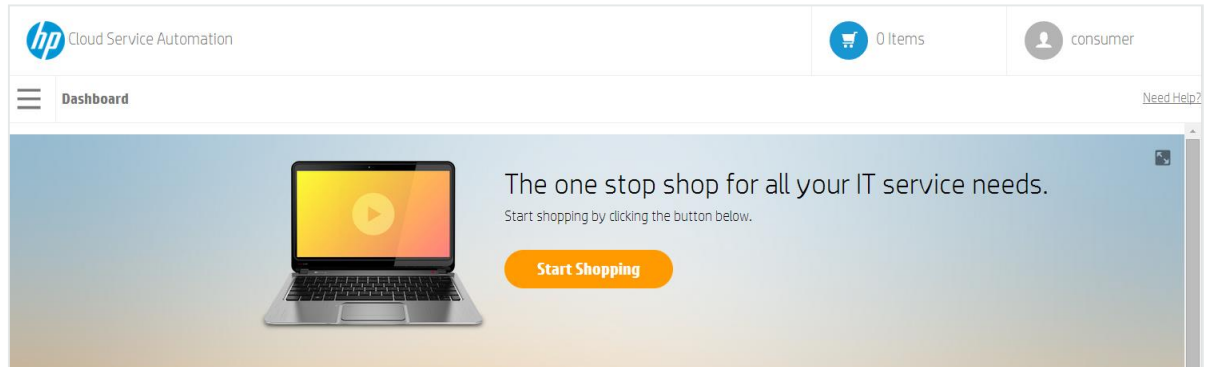 hp Cloud Service Automation
0 Items
consumer
Dashboard
Need Help?
The one stop shop for all your IT service needs.
Start shopping by clicking the button below.
Start Shopping